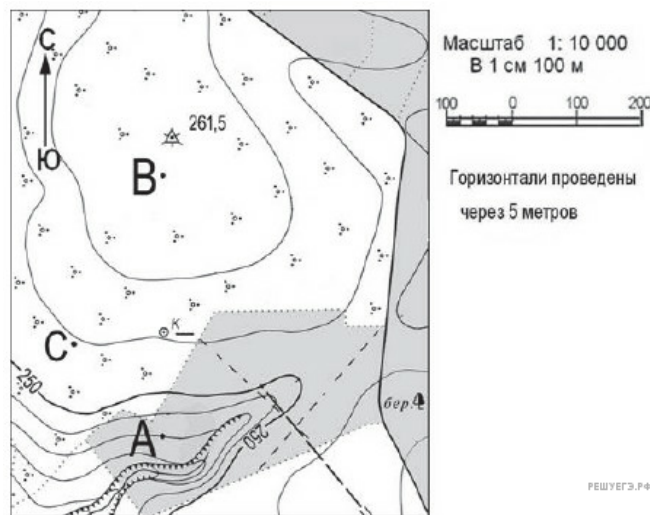 С
Ю
261,5
В
К
С
250
А
250
бер.
Масштаб 1: 10 000
В 1 см 100 м
100 0 100 200
Горизонтали проведены
через 5 метров
РЕШУЕГЭ.РФ